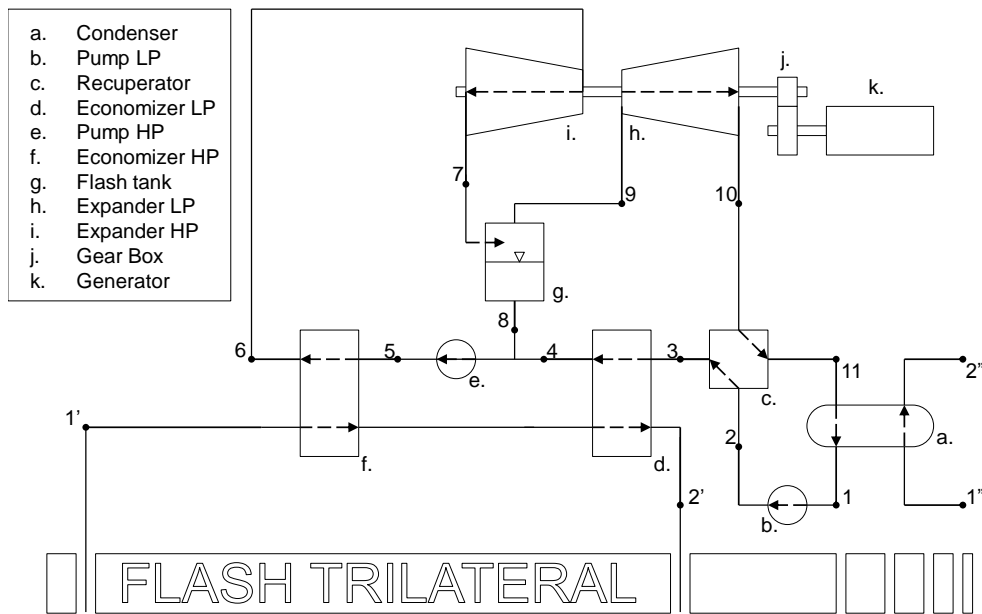 a. Condenser
b. Pump LP
c. Recuperator
d. Economizer LP
e. Pump HP
f. Economizer HP
g. Flash tank
h. Expander LP
i. Expander HP
j. Gear Box
k. Generator
j.
k.
i.
h.
7
9
10
g.
8
6
5
4
3
11
2"
e.
c.
1'
2
a.
f.
d.
2'
b.
1
1"
FLASH TRILATERAL